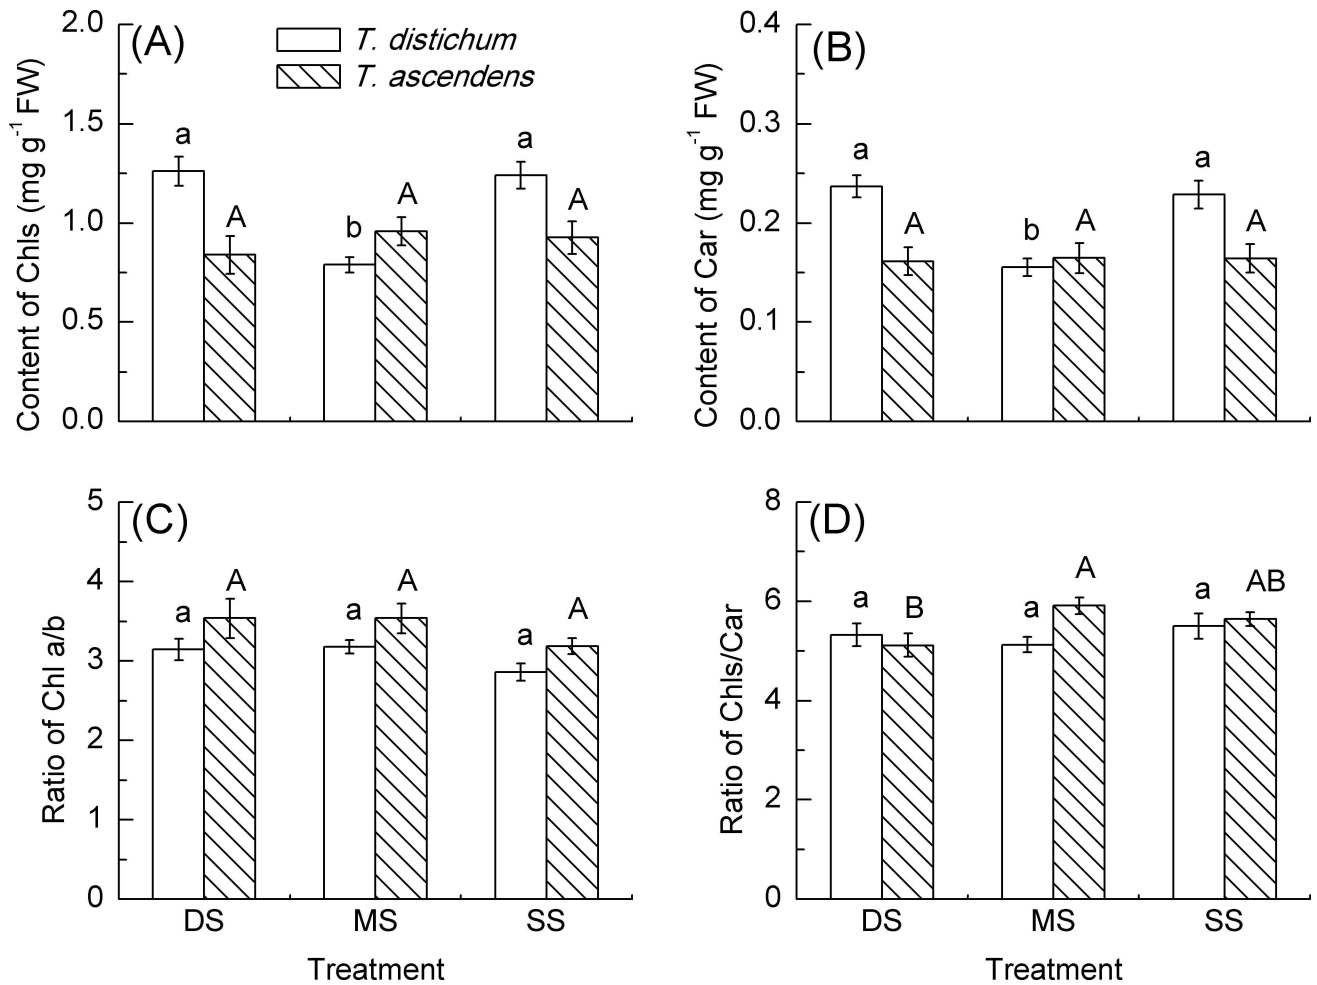 (A)
T. distichum
T. ascendens
Content of Chls (mg g-1 FW)
2.0
1.5
1.0
0.5
0.0
a
A
b
A
a
A
(B)
Content of Car (mg g-1 FW)
0.4
0.3
0.2
0.1
0.0
a
A
b
A
a
A
(C)
Ratio of Chl a/b
5
4
3
2
1
0
a
A
a
A
a
A
DS
MS
SS
Treatment
(D)
Ratio of Chls/Car
8
6
4
2
0
a
B
a
A
a
AB
DS
MS
SS
Treatment